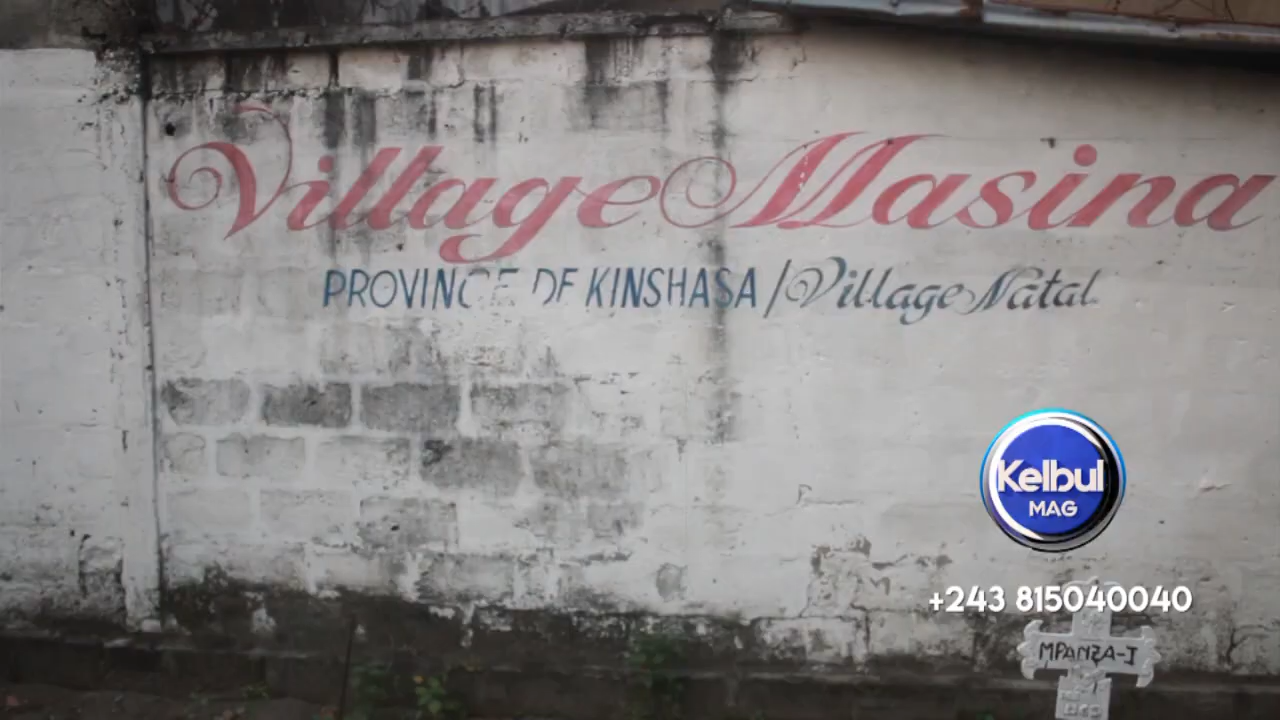 Village Masina
PROVINCE DE KINSHASA / Village Natal
Kelbul
MAG
+243 815040040
MPANZA-I